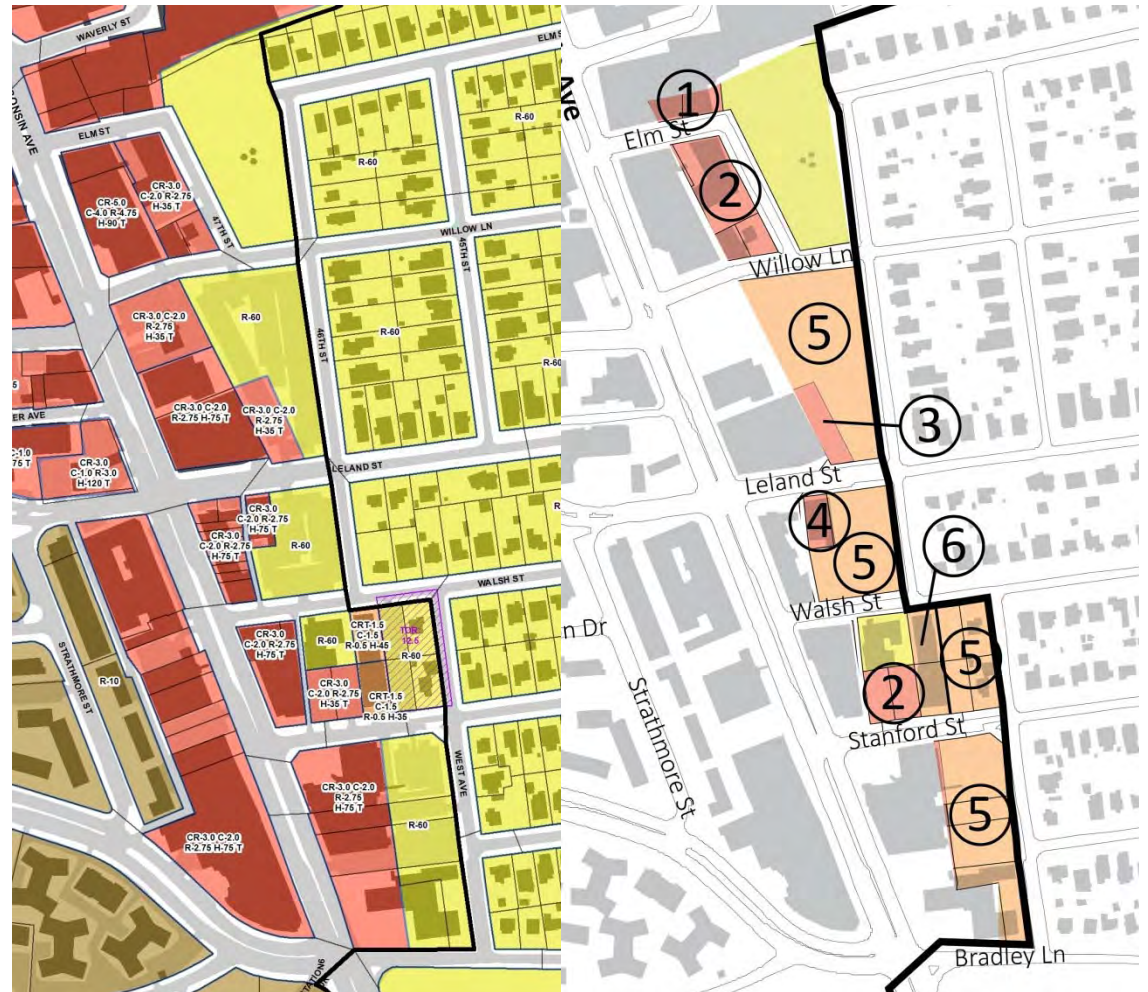 WAVERLY ST
ONSIN AVE
ELM ST
ELM S
R-60
R-60
CR-5.0
C-4.0 R-4.75
H-90 T
CR-3.0
C-2.0 R-2.75
H-35 T
47TH ST
WILLOW LN
45TH ST
CR-3.0 C-2.0
R-2.75
H-35 T
R-60
R-60
R-60
46TH ST
CR-3.0 C-2.0
R-2.75 H-75 T
CR-3.0 C-2.0
R-2.75
H-35 T
ER AVE
C-1.0
75 T
CR-3.0
C-1.0 R-3.0
H-120 T
LELAND ST
CR-3.0
C-2.0 R-2.75
H-75 T
CR-3.0
C-2.0 R-2.75
H-75 T
R-60
R
WALSH ST
STRATHMORE ST
R-10
CR-3.0
C-2.0 R-2.75
H-75 T
R-60
CRT-1.5
C-1.5
R-0.5 H-45
TDR
12.5
R-60
CR-3.0
C-2.0 R-2.75
H-35 T
CRT-1.5
C-1.5
R-0.5 H-35
CR-3.0 C-2.0
R-2.75
H-75 T
WEST AVE
R-60
CR-3.0 C-2.0
R-2.75 H-75 T
Ave
1
Elm St
2
Willow Ln
5
3
Leland St
4
5
6
Walsh St
n Dr
5
2
Stanford St
Strathmore St
5
Bradley Ln